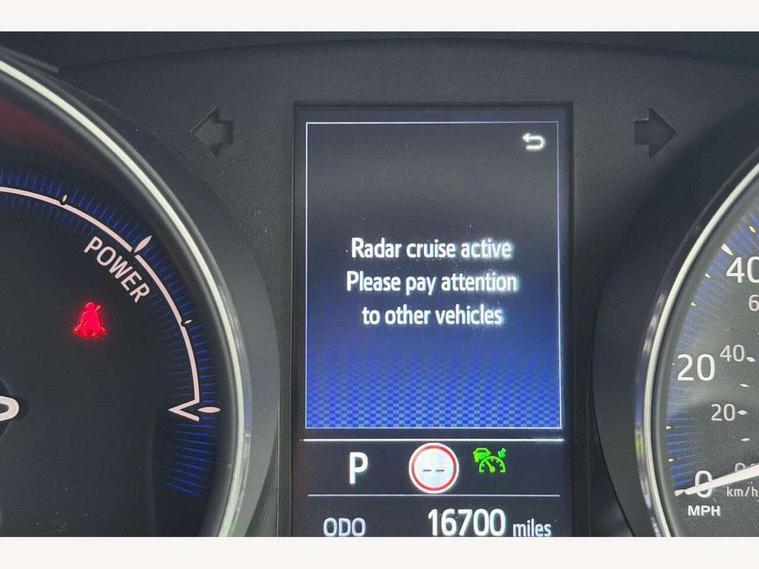 Radar cruise active
Please pay attention
to other vehicles
POWER
P
--
ODO 16700 miles
40
20
0
MPH
40
20
km/h